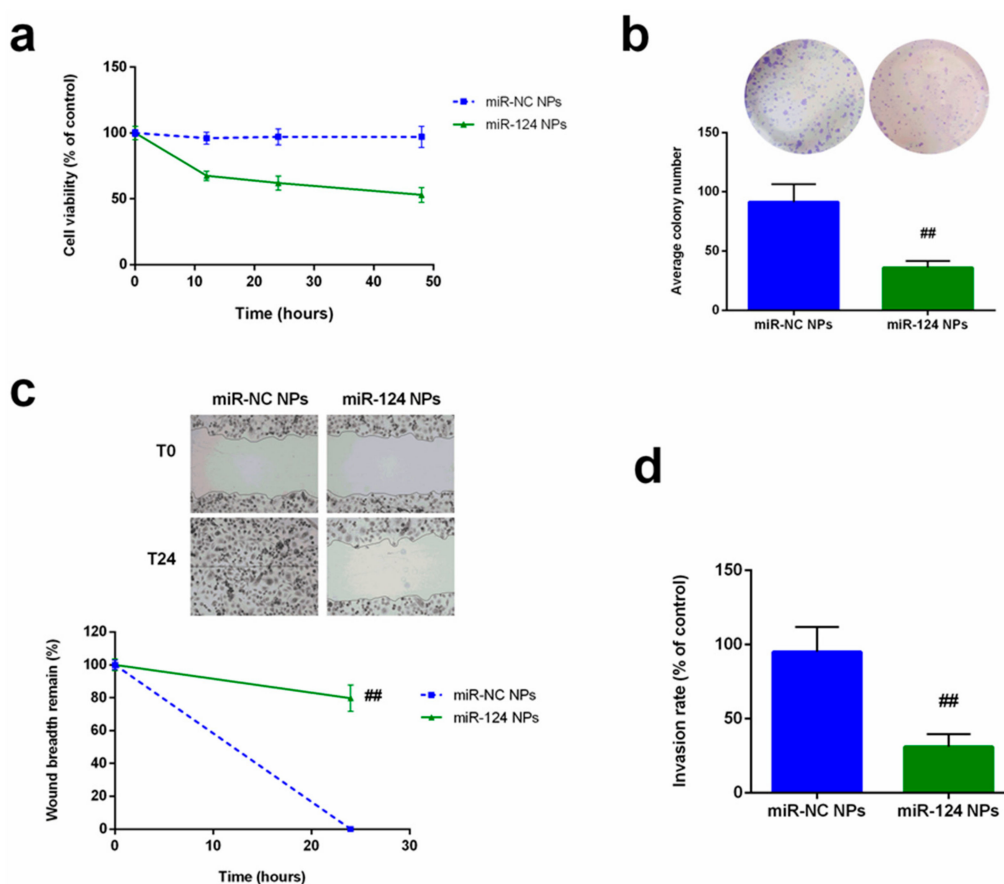 a
150
100
50
0
0 10 20 30 40 50
Cell viability (% of control)
Time (hours)
miR-NC NPs
miR-124 NPs
b
150
100
50
0
Average colony number
##
miR-NC NPs miR-124 NPs
c
miR-NC NPs miR-124 NPs
T0
T24
120
100
80
60
40
20
0
0 10 20 30
Wound breadth remain (%)
Time (hours)
##
miR-NC NPs
miR-124 NPs
d
150
100
50
0
Invasion rate (% of control)
##
miR-NC NPs miR-124 NPs